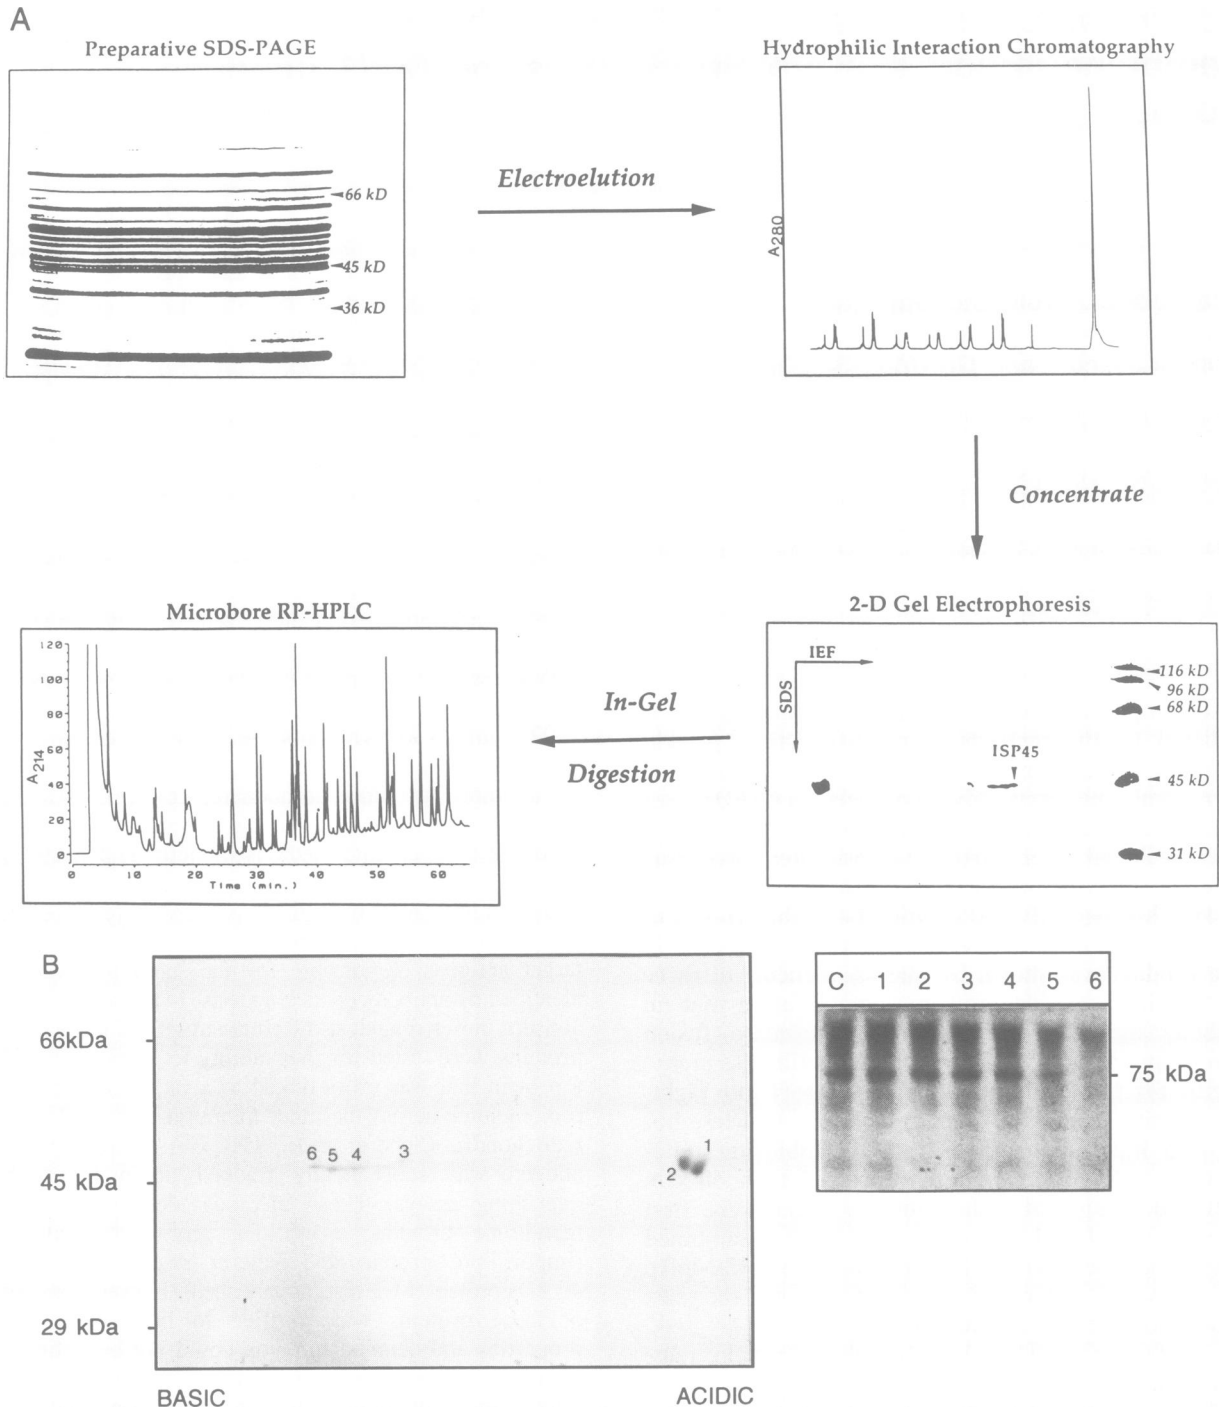 A
Preparative SDS-PAGE
66 kD
45 kD
36 kD
Electroelution
Hydrophilic Interaction Chromatography
A280
Concentrate
Microbore RP-HPLC
120
100
80
60
40
20
0
A214
0
10
20
30
40
50
60
Time (min.)
In-Gel
Digestion
2-D Gel Electrophoresis
IEF
SDS
ISP45
116 kD
96 kD
68 kD
45 kD
31 kD
B
66kDa
45 kDa
29 kDa
6 5 4 3
2
1
BASIC
ACIDIC
C 1 2 3 4 5 6
75 kDa